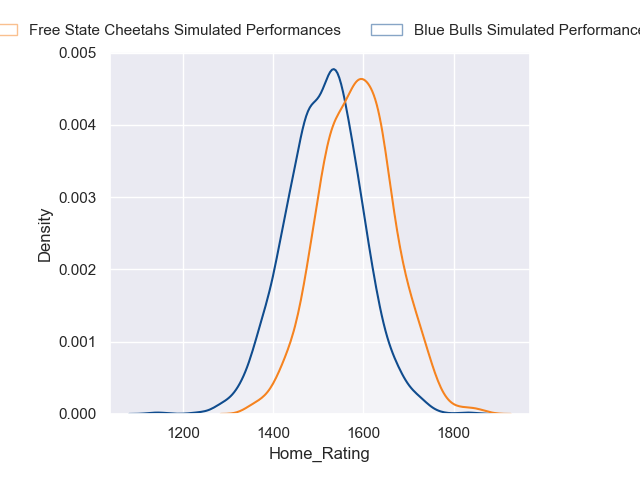 Free State Cheetahs Simulated Performances
Blue Bulls Simulated Performance
0.005
0.004
0.003
0.002
0.001
0.000
Density
1200
1400
1600
1800
Home_Rating